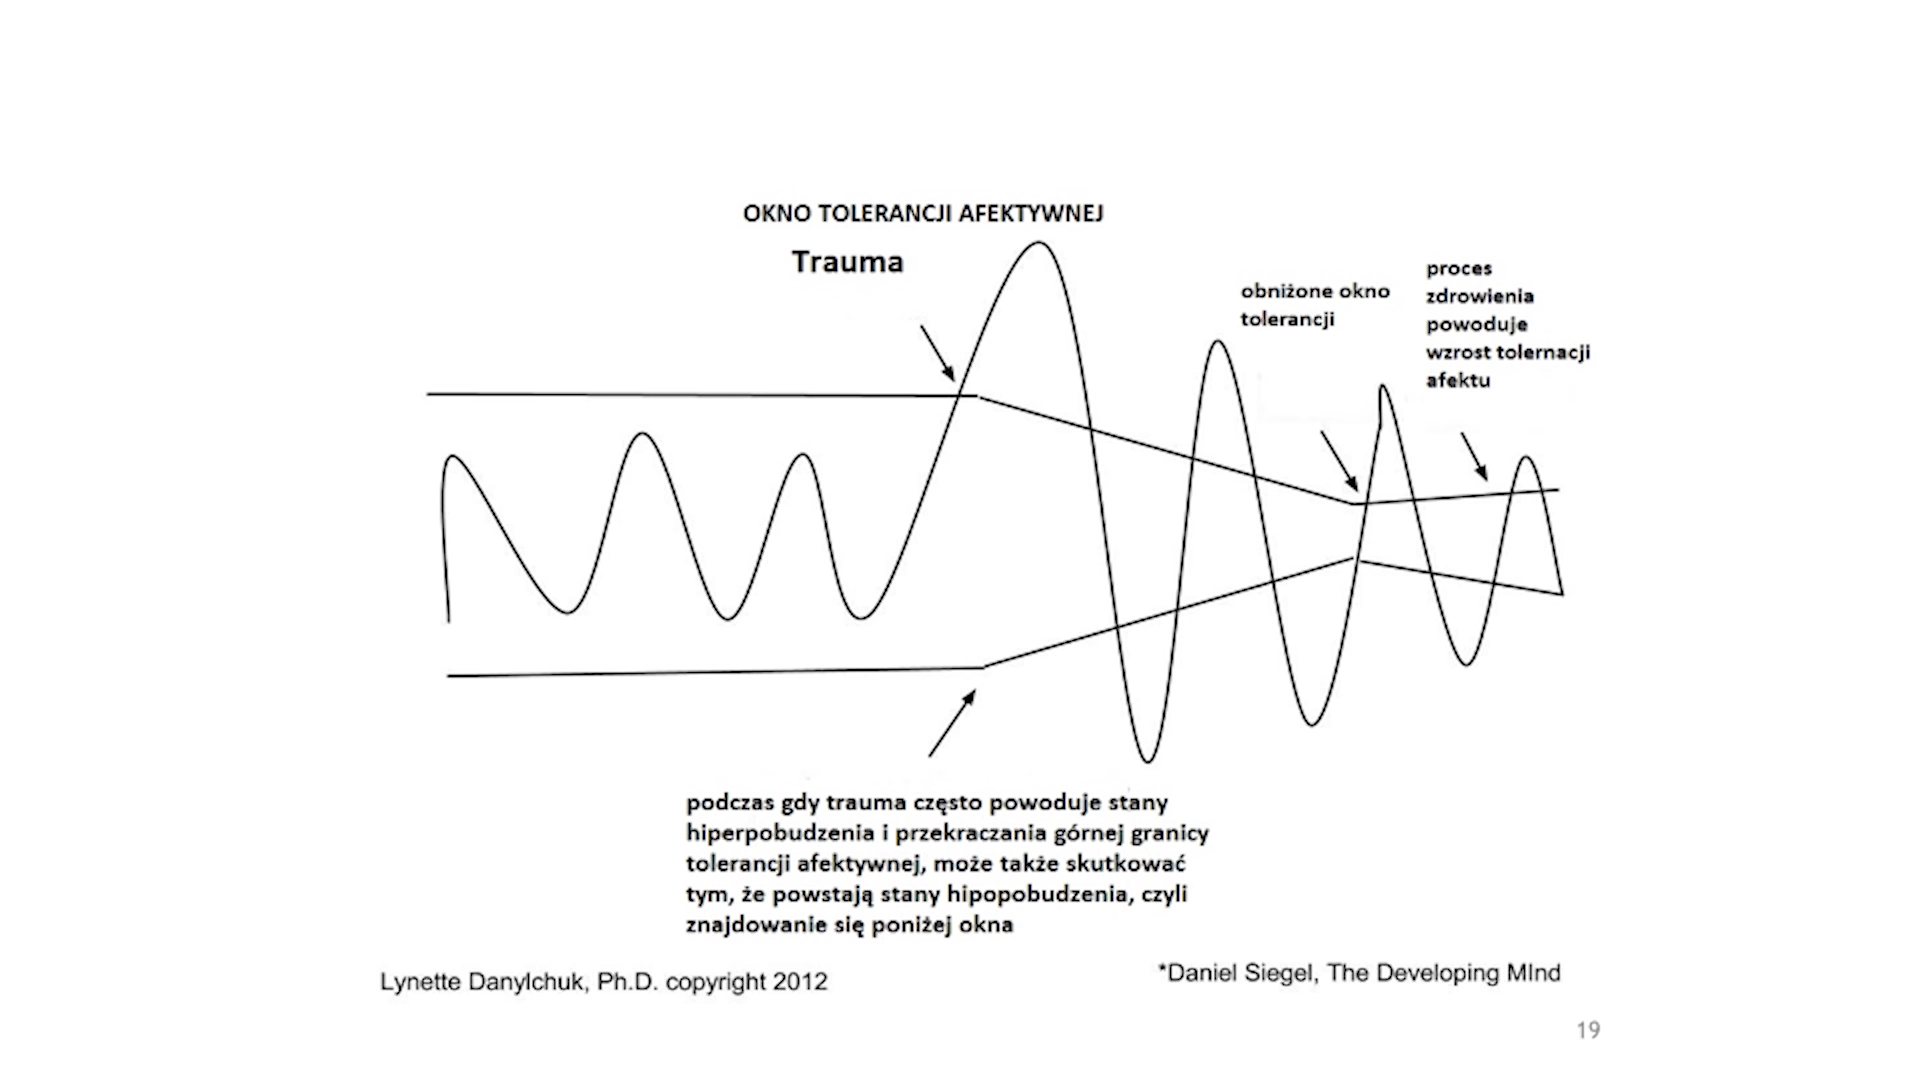 OKNO TOLERANCJI AFEKTYWNEJ
Trauma
obniżone okno
tolerancji
proces
zdrowienia
powoduje
wzrost tolernacji
afektu
podczas gdy trauma często powoduje stany
hiperpobudzenia i przekraczania górnej granicy
tolerancji afektywnej, może także skutkować
tym, że powstają stany hipopobudzenia, czyli
znajdowanie się poniżej okna
Lynette Danylchuk, Ph.D. copyright 2012
*Daniel Siegel, The Developing MInd
19